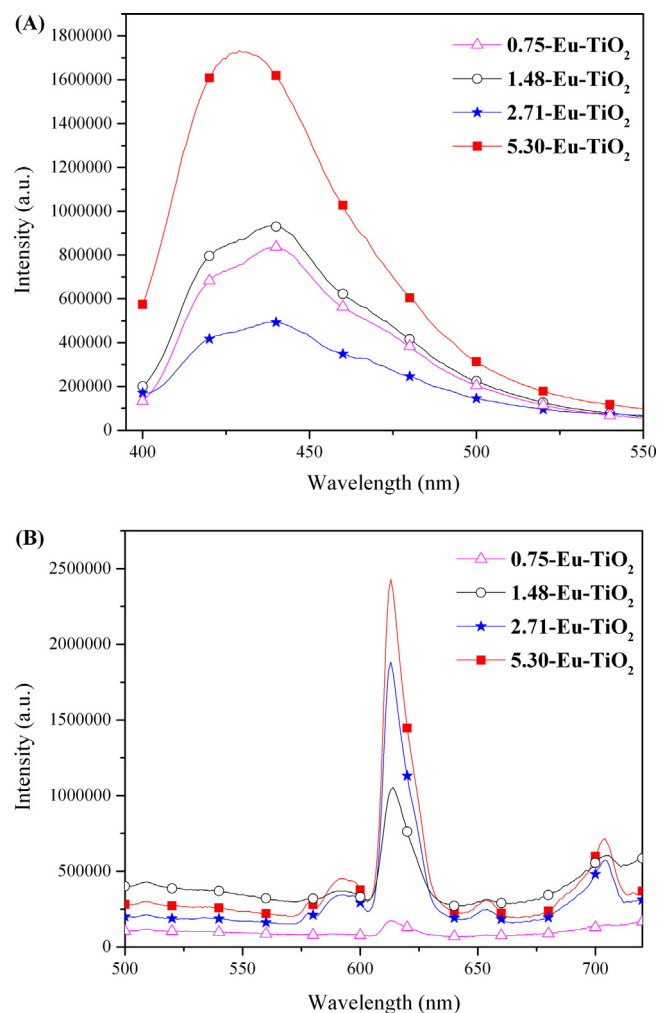 (A)
1800000
1600000
1400000
1200000
1000000
800000
600000
400000
200000
0
Intensity (a.u.)
0.75-Eu-TiO₂
1.48-Eu-TiO₂
2.71-Eu-TiO₂
5.30-Eu-TiO₂
400 450 500 550
Wavelength (nm)
(B)
2500000
2000000
1500000
1000000
500000
0
Intensity (a.u.)
0.75-Eu-TiO₂
1.48-Eu-TiO₂
2.71-Eu-TiO₂
5.30-Eu-TiO₂
500 550 600 650 700
Wavelength (nm)